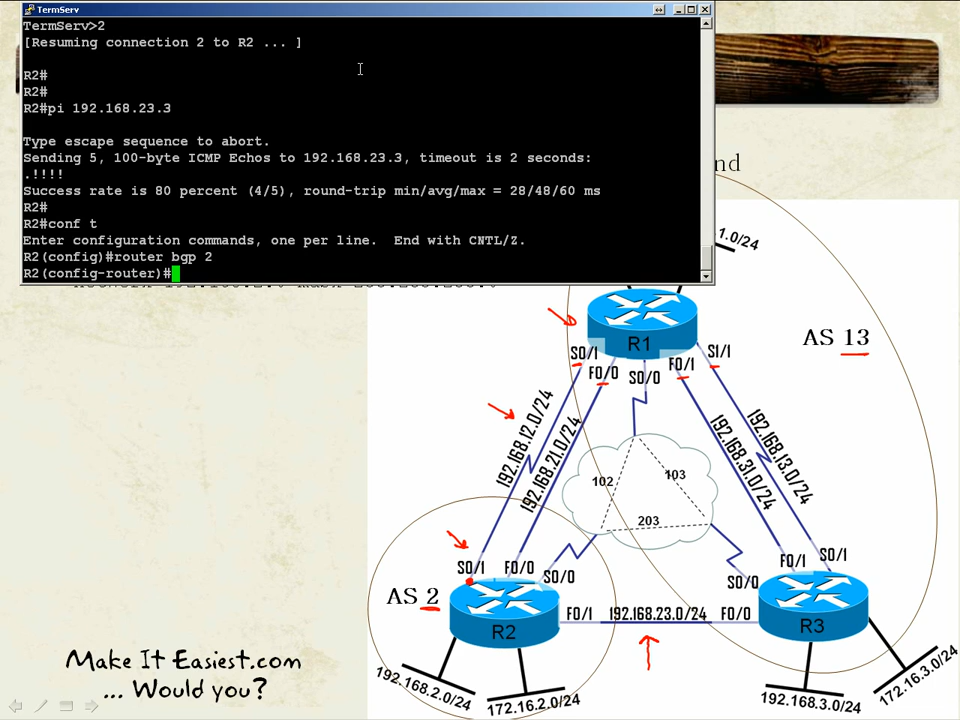 TermServ
TermServ>2
[Resuming connection 2 to R2 ... ]
R2#
R2#
R2#pi 192.168.23.3
Type escape sequence to abort.
Sending 5, 100-byte ICMP Echos to 192.168.23.3, timeout is 2 seconds:
.!!!!
Success rate is 80 percent (4/5), round-trip min/avg/max = 28/48/60 ms
R2#
R2#conf t
Enter configuration commands, one per line.  End with CNTL/Z.
R2(config)#router bgp 2
R2(config-router)#
nd
1.0/24
R1
AS 13
S0/1
F0/0
S0/0
F0/1
S1/1
192.168.12.0/24
192.168.21.0/24
192.168.31.0/24
192.168.13.0/24
102
103
203
S0/1
F0/0
S0/0
F0/1
S0/1
S0/0
AS 2
R2
F0/1
192.168.23.0/24
F0/0
R3
192.168.2.0/24
172.16.2.0/24
192.168.3.0/24
172.16.3.0/24
Make It Easiest.com
... Would you?